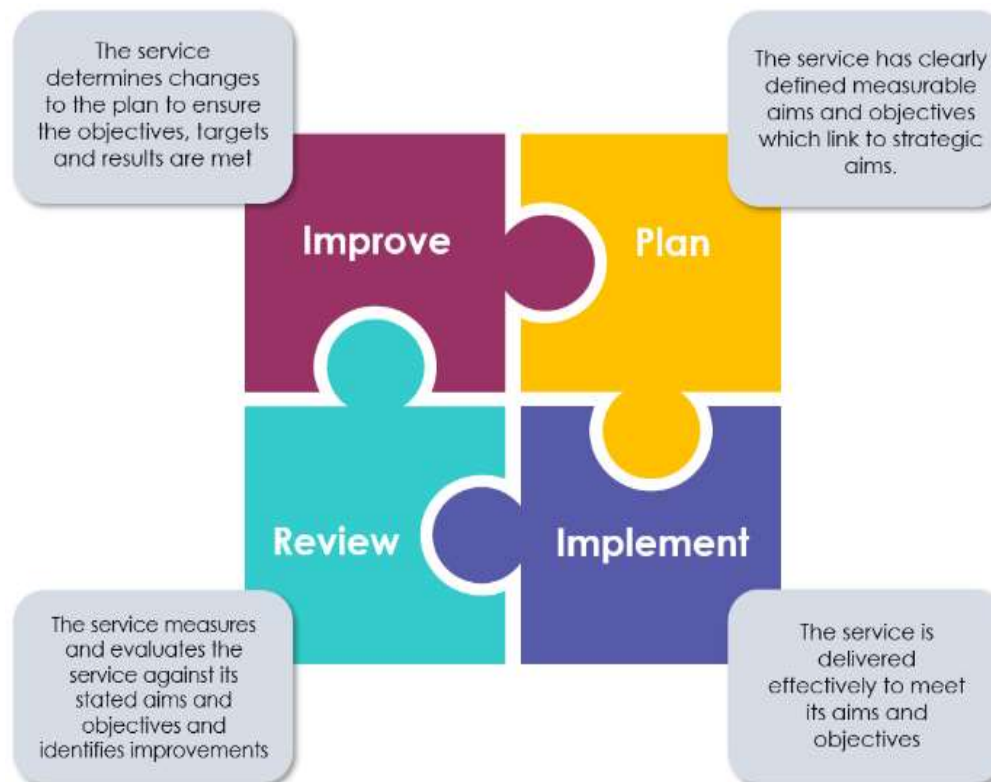 The service
determines changes
to the plan to ensure
the objectives, targets
and results are met
The service has clearly
defined measurable
aims and objectives
which link to strategic
aims.
Improve
Plan
Review
Implement
The service measures
and evaluates the
service against its
stated aims and
objectives and
identifies improvements
The service is
delivered
effectively to meet
its aims and
objectives